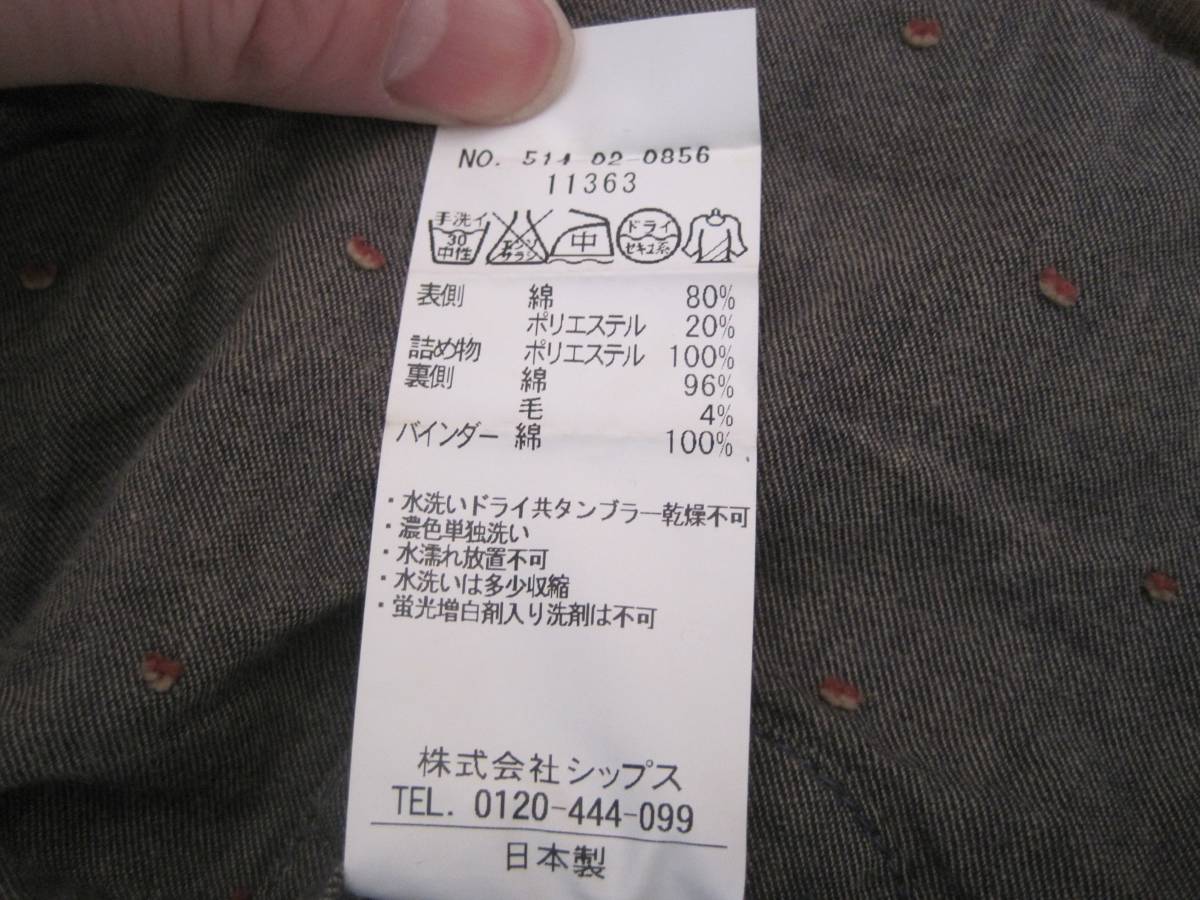 NO. 514-02-0856
11363
手洗イ 30 中性 エンソ サラシ 中 ドライ セキユ系
表側 綿 80%
ポリエステル 20%
詰め物 ポリエステル 100%
裏側 綿 96%
毛 4%
バインダー 綿 100%
・水洗いドライ共タンブラー乾燥不可
・濃色単独洗い
・水濡れ放置不可
・水洗いは多少収縮
・蛍光増白剤入り洗剤は不可
株式会社シップス
TEL. 0120-444-099
日本製